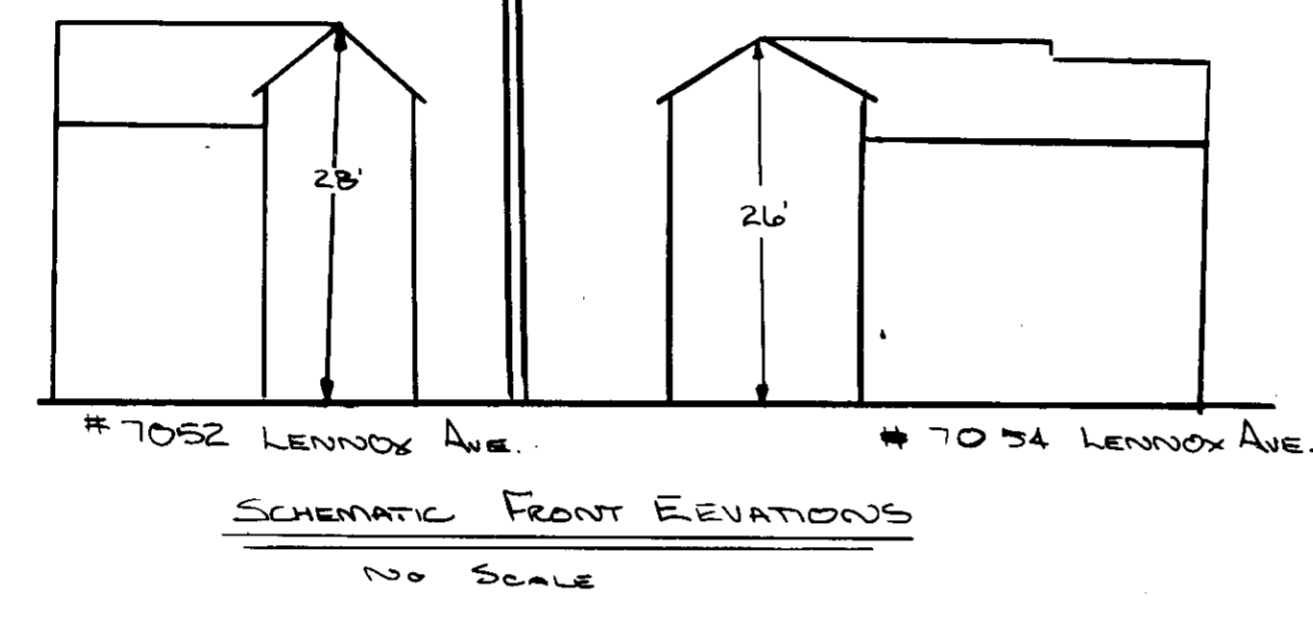 28'
26'
# 7052 LENNOX AVE.
# 7054 LENNOX AVE.
SCHEMATIC FRONT EEVATIONS
NO SCALE